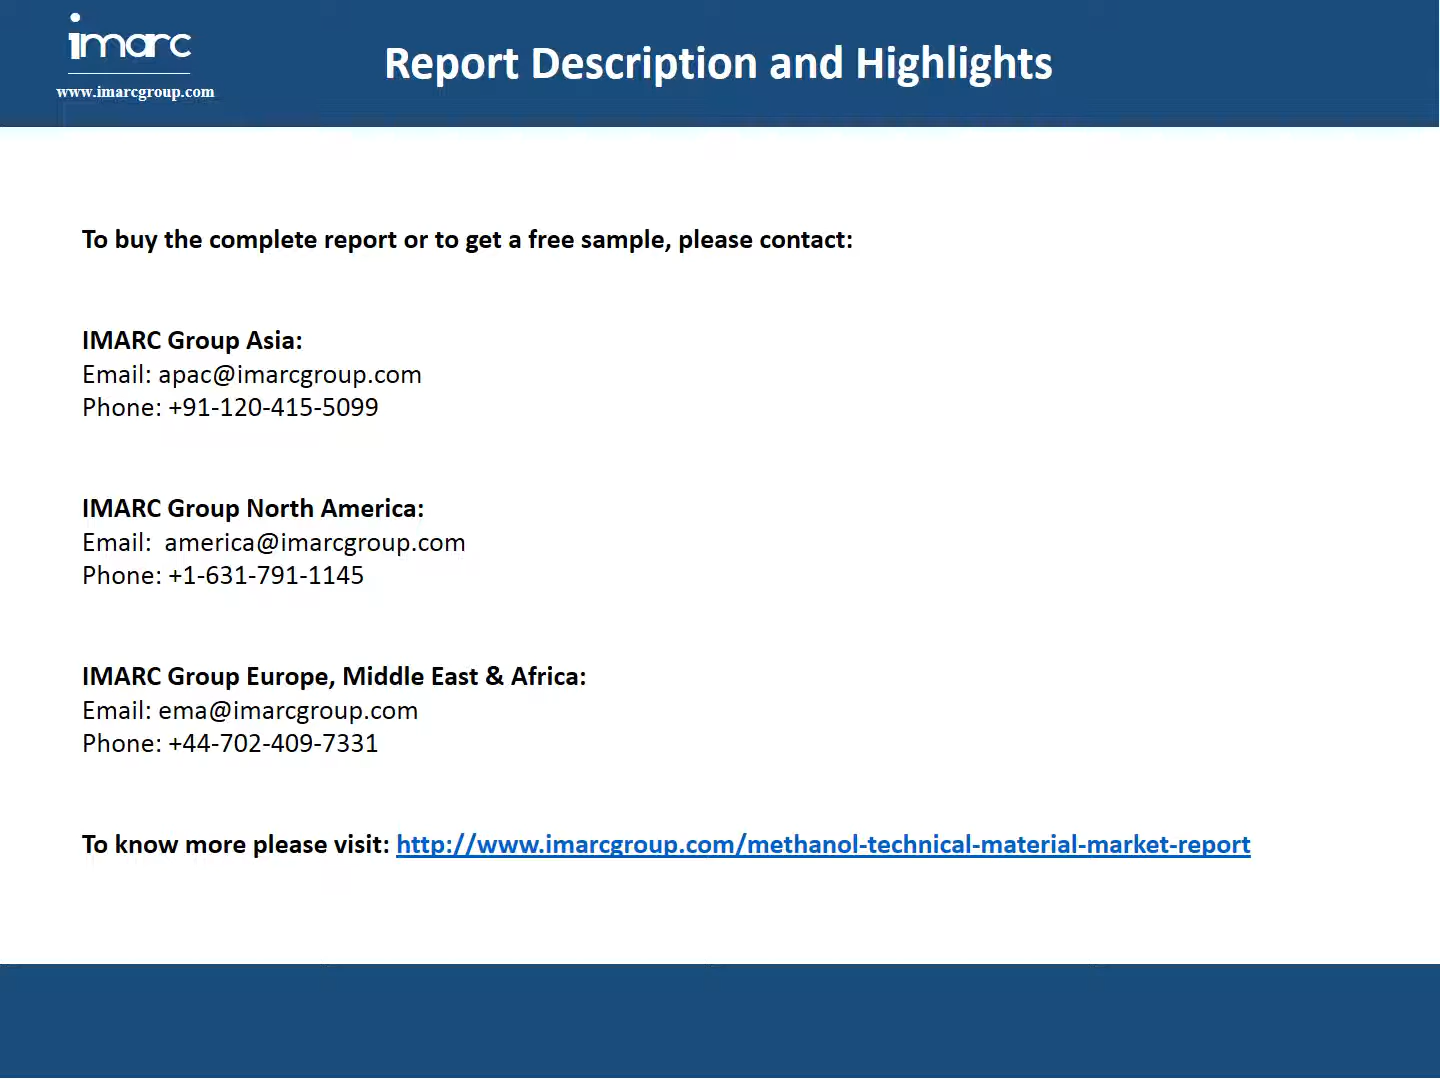 imarc
www.imarcgroup.com
Report Description and Highlights
To buy the complete report or to get a free sample, please contact:
IMARC Group Asia:
Email: apac@imarcgroup.com
Phone: +91-120-415-5099
IMARC Group North America:
Email:  america@imarcgroup.com
Phone: +1-631-791-1145
IMARC Group Europe, Middle East & Africa:
Email: ema@imarcgroup.com
Phone: +44-702-409-7331
To know more please visit: http://www.imarcgroup.com/methanol-technical-material-market-report